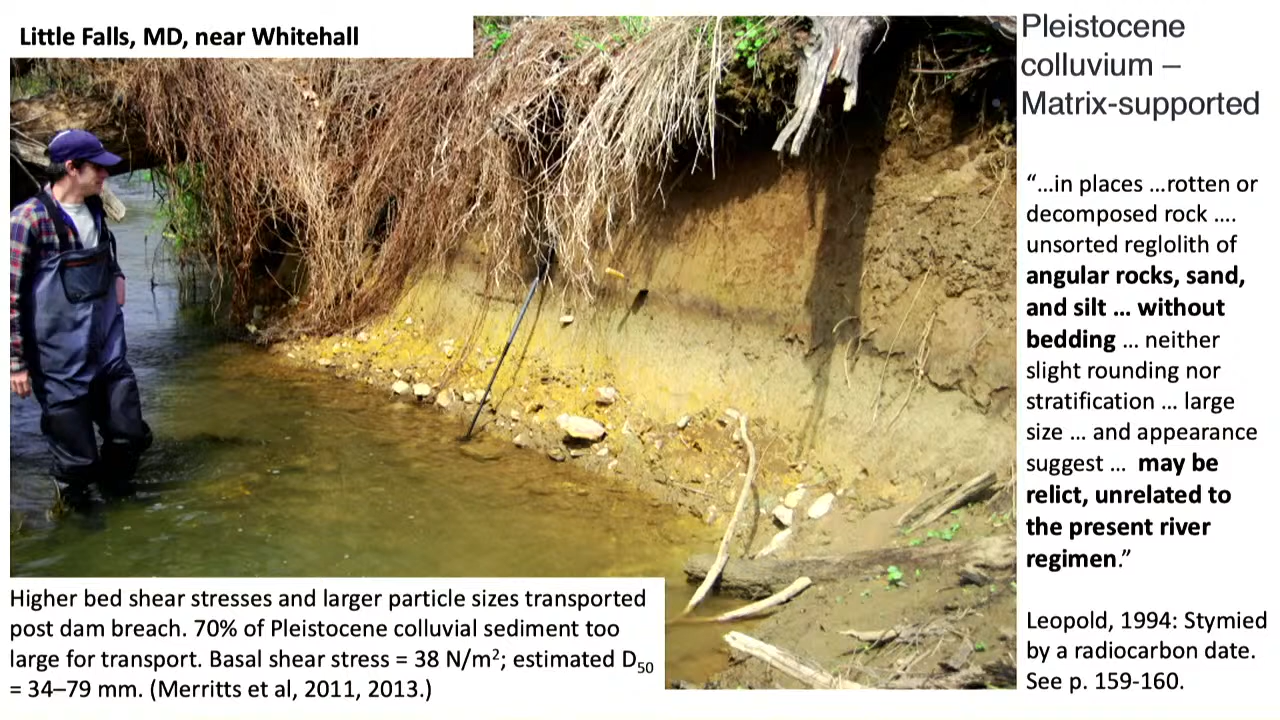 Little Falls, MD, near Whitehall
Pleistocene
colluvium –
Matrix-supported
“…in places …rotten or
decomposed rock ….
unsorted reglolith of
angular rocks, sand,
and silt … without
bedding … neither
slight rounding nor
stratification … large
size … and appearance
suggest … may be
relict, unrelated to
the present river
regimen.”
Leopold, 1994: Stymied
by a radiocarbon date.
See p. 159-160.
Higher bed shear stresses and larger particle sizes transported
post dam breach. 70% of Pleistocene colluvial sediment too
large for transport. Basal shear stress = 38 N/m²; estimated D₅₀
= 34–79 mm. (Merritts et al, 2011, 2013.)